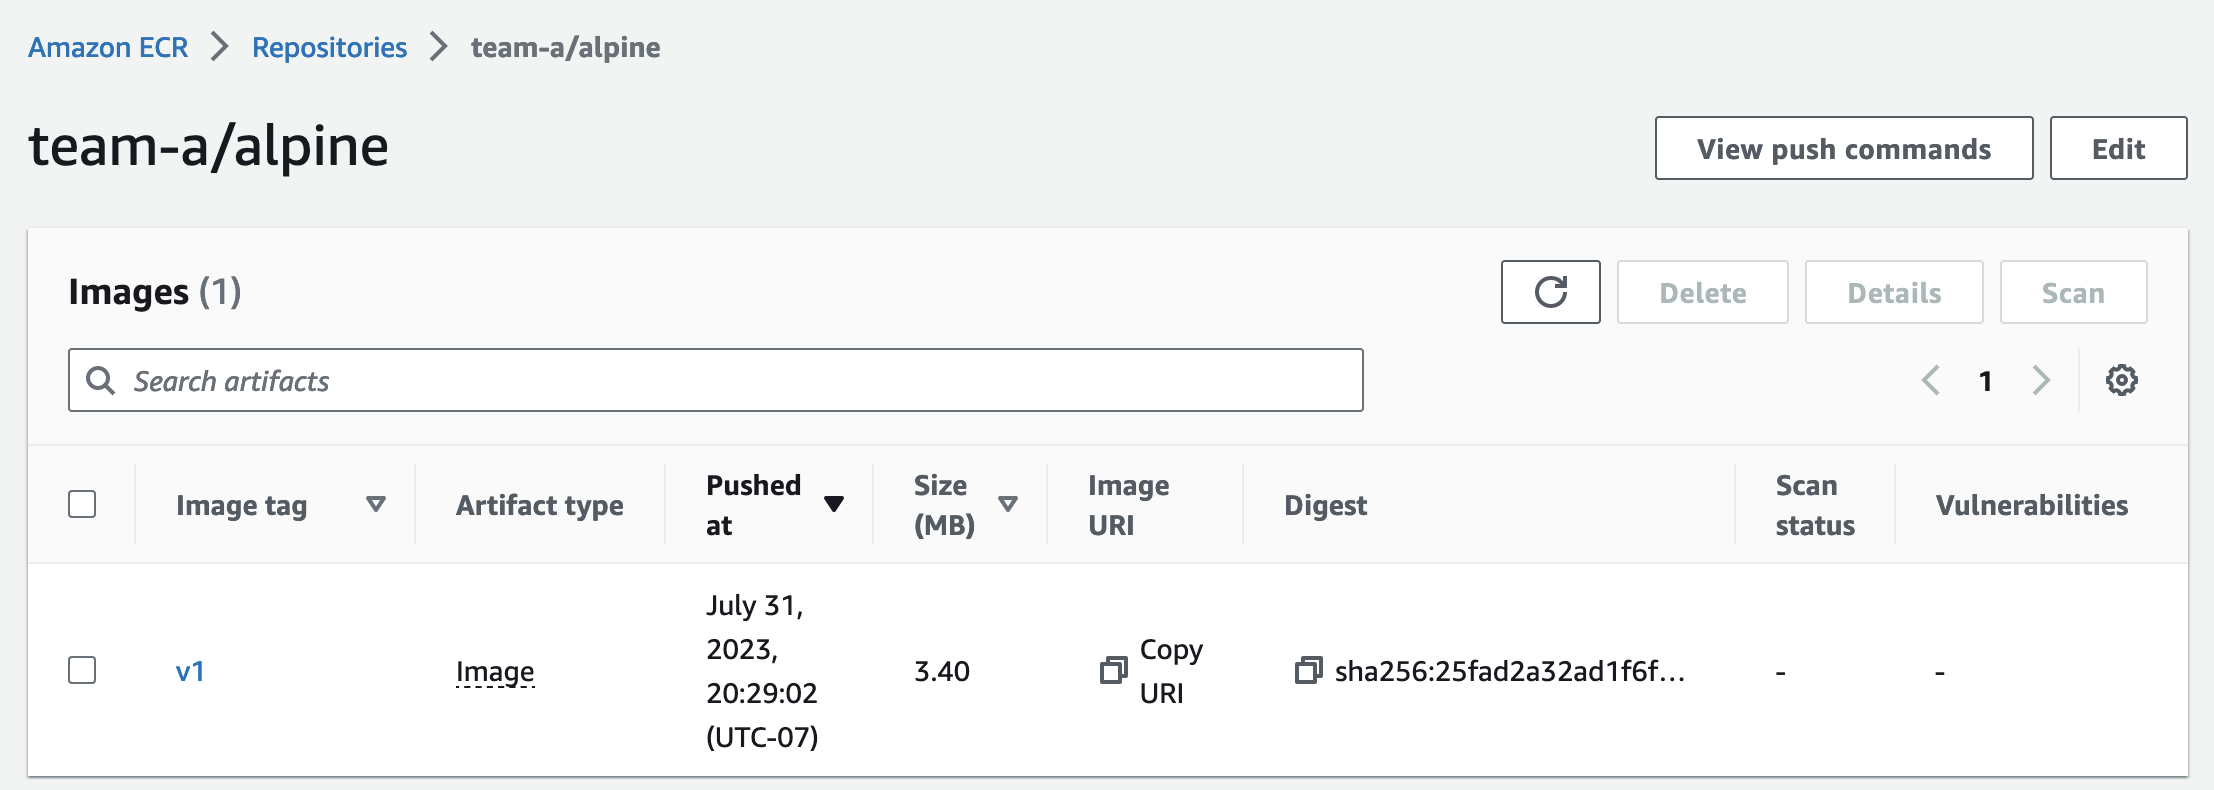 Amazon ECR > Repositories > team-a/alpine
team-a/alpine
View push commands
Edit
Images (1)
Delete
Details
Scan
Search artifacts
1
Image tag
Artifact type
Pushed
at
Size
(MB)
Image
URI
Digest
Scan
status
Vulnerabilities
v1
Image
July 31,
2023,
20:29:02
(UTC-07)
3.40
Copy
URI
sha256:25fad2a32ad1f6f...
-
-